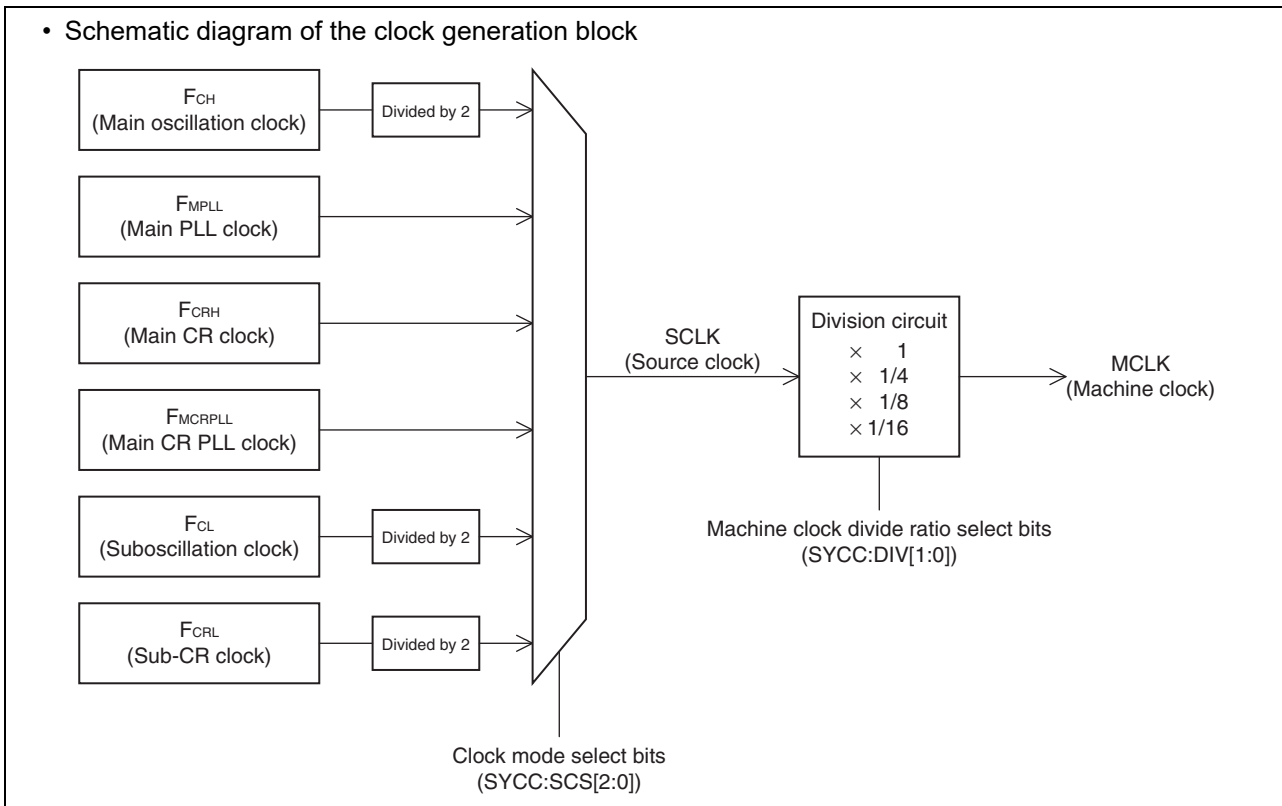 • Schematic diagram of the clock generation block
FCH
(Main oscillation clock)
Divided by 2
FMPLL
(Main PLL clock)
FCRH
(Main CR clock)
FMCRPLL
(Main CR PLL clock)
FCL
(Suboscillation clock)
Divided by 2
FCRL
(Sub-CR clock)
Divided by 2
Clock mode select bits
(SYCC:SCS[2:0])
SCLK
(Source clock)
Division circuit
× 1
× 1/4
× 1/8
× 1/16
Machine clock divide ratio select bits
(SYCC:DIV[1:0])
MCLK
(Machine clock)